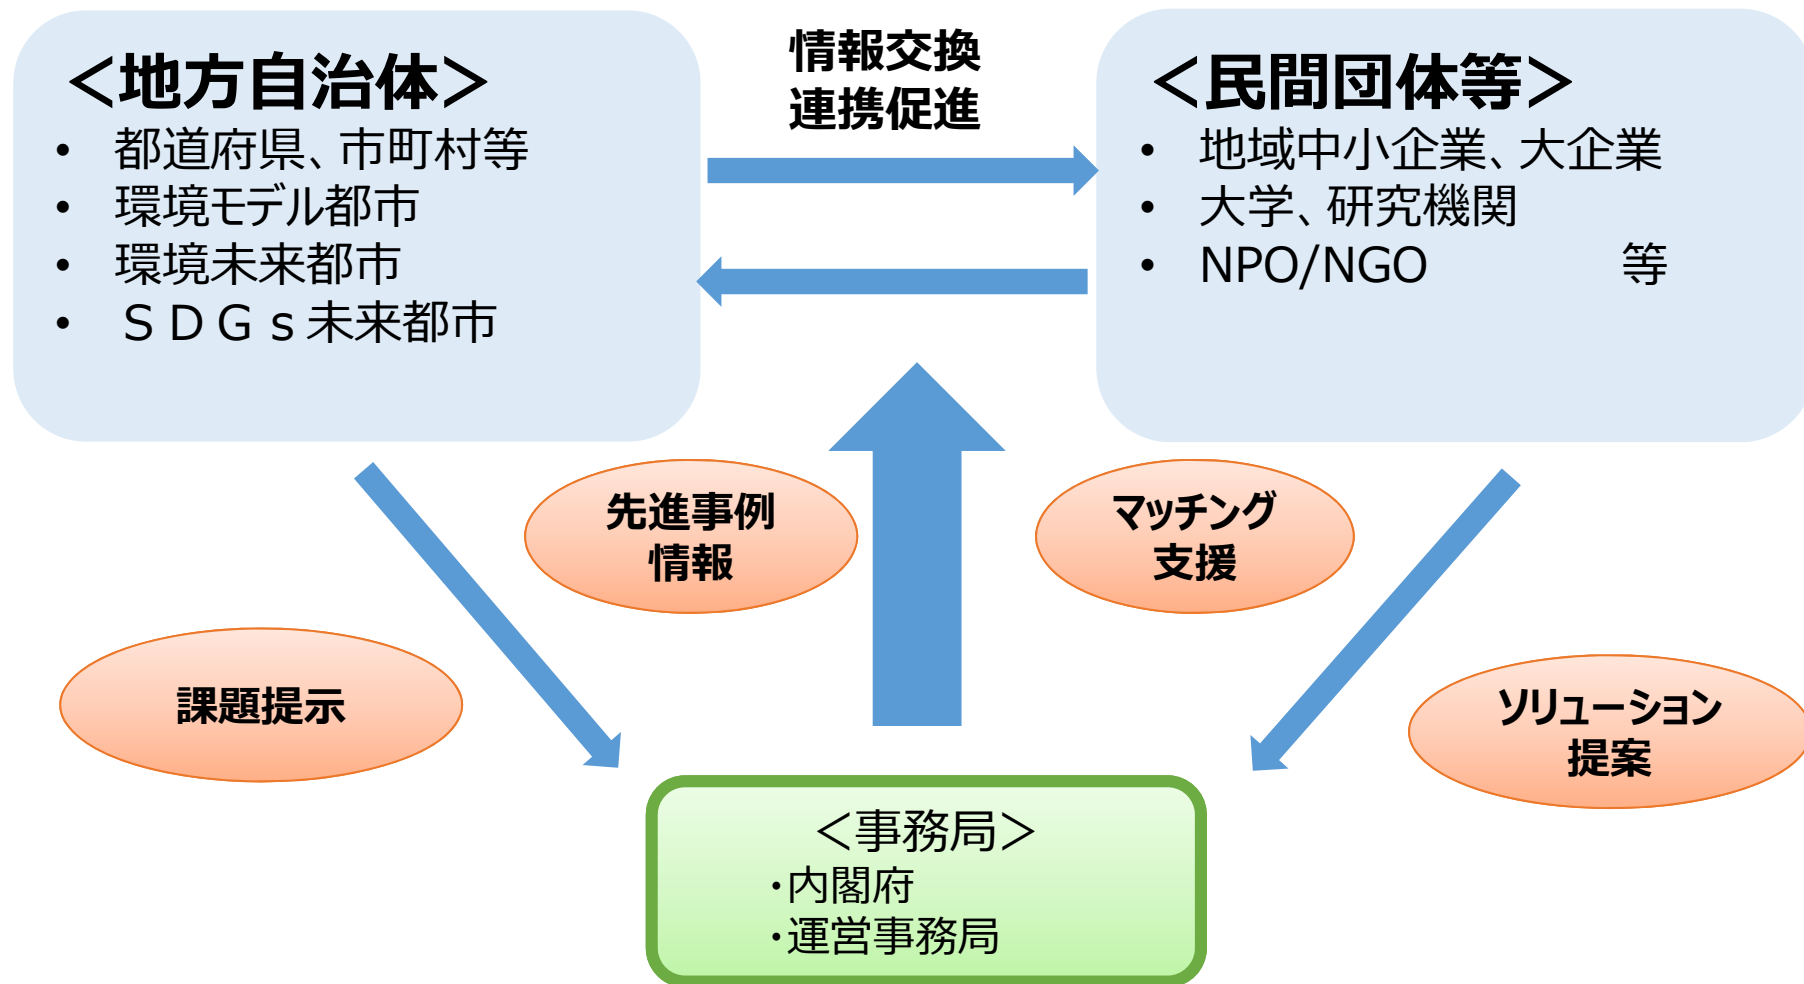 ＜地方自治体＞
• 都道府県、市町村等
• 環境モデル都市
• 環境未来都市
• ＳＤＧｓ未来都市
情報交換
連携促進
＜民間団体等＞
• 地域中小企業、大企業
• 大学、研究機関
• NPO/NGO 等
先進事例
情報
マッチング
支援
課題提示
ソリューション
提案
＜事務局＞
・内閣府
・運営事務局